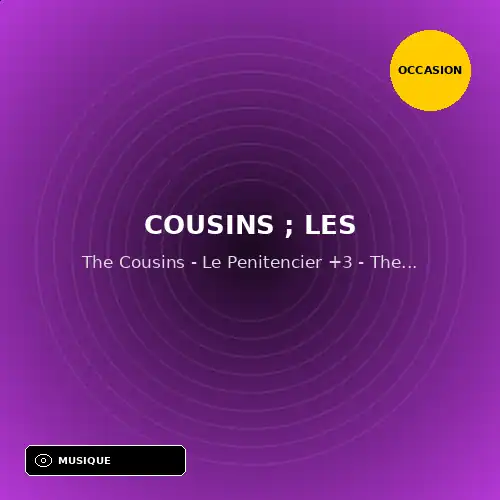 OCCASION
COUSINS ; LES
The Cousins - Le Penitencier +3 - The...
MUSIQUE